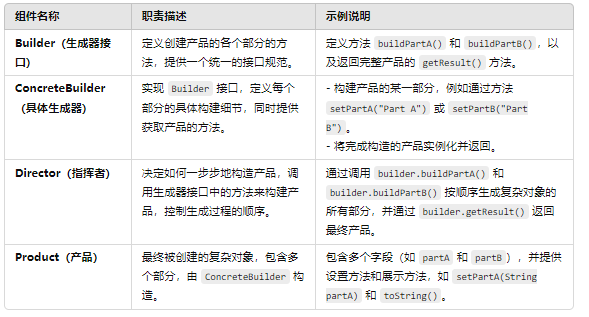 组件名称 职责描述 示例说明
Builder（生成器接口） 定义创建产品的各个部分的方法，提供一个统一的接口规范。 定义方法 buildPartA() 和 buildPartB()，以及返回完整产品的 getResult() 方法。
ConcreteBuilder（具体生成器） 实现 Builder 接口，定义每个部分的具体构建细节，同时提供获取产品的方法。 - 构建产品的某一部分，例如通过方法 setPartA("Part A") 或 setPartB("Part B")。
- 将完成构造的产品实例化并返回。
Director（指挥者） 决定如何一步步地构造产品，调用生成器接口中的方法来构建产品，控制生成过程的顺序。 通过调用 builder.buildPartA() 和 builder.buildPartB() 按顺序生成复杂对象的所有部分，并通过 builder.getResult() 返回最终产品。
Product（产品） 最终被创建的复杂对象，包含多个部分，由 ConcreteBuilder 构造。 包含多个字段（如 partA 和 partB），并提供设置方法和展示方法，如 setPartA(String partA) 和 toString()。